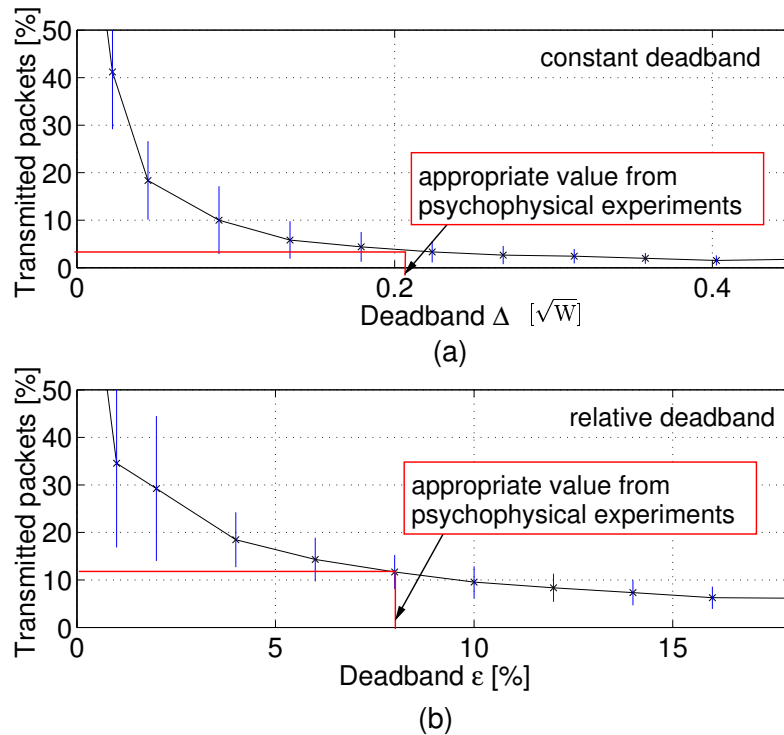 Transmitted packets [%]
50
40
30
20
10
0
constant deadband
appropriate value from
psychophysical experiments
0
0.2
0.4
Deadband Δ [√W]
(a)
Transmitted packets [%]
50
40
30
20
10
0
relative deadband
appropriate value from
psychophysical experiments
0
5
10
15
Deadband ε [%]
(b)